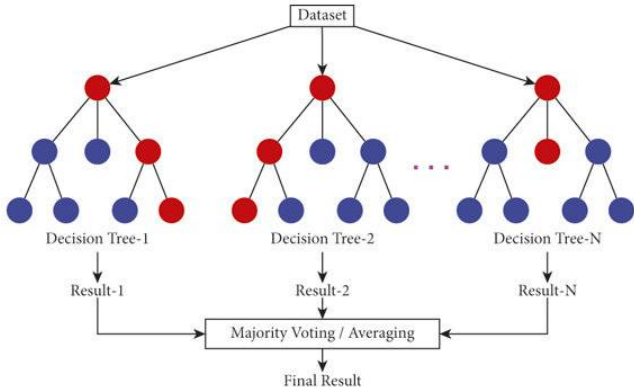 Dataset
Decision Tree-1
Decision Tree-2
Decision Tree-N
Result-1
Result-2
Result-N
Majority Voting / Averaging
Final Result